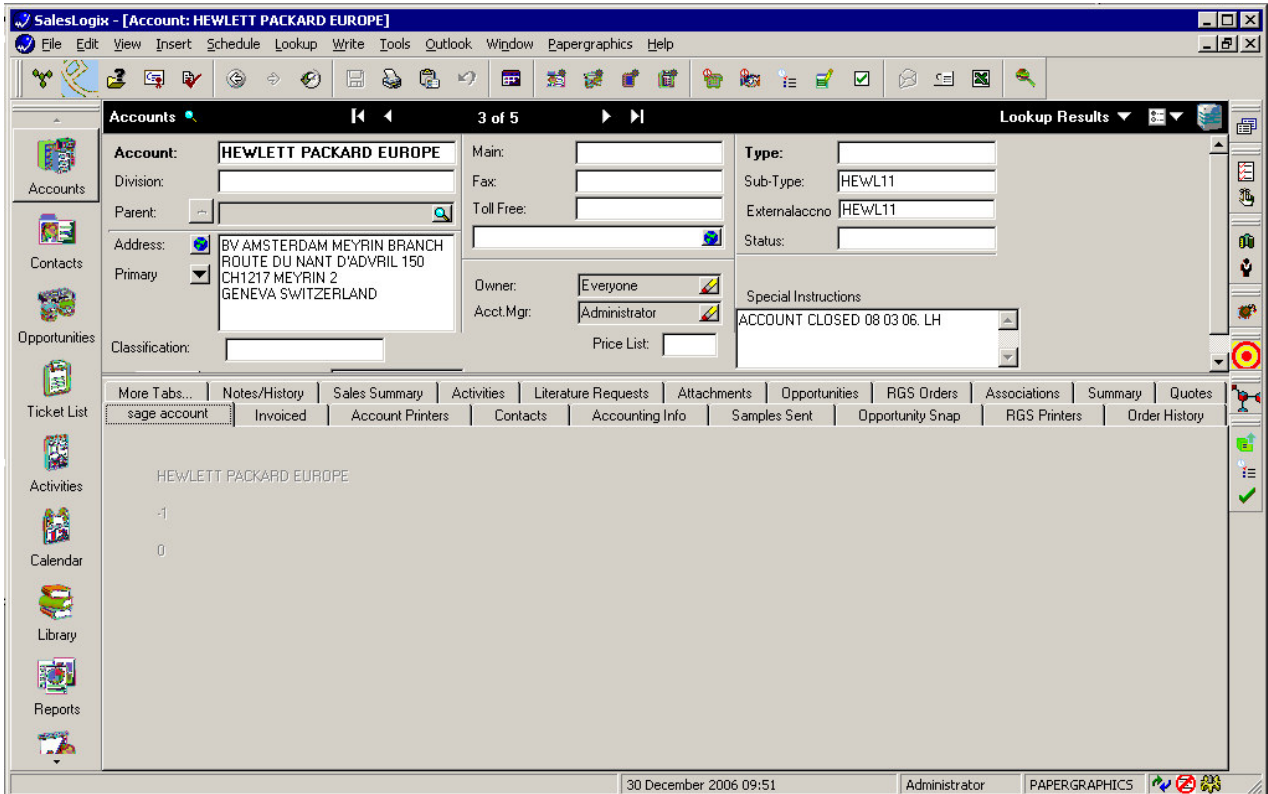 SalesLogix - [Account: HEWLETT PACKARD EUROPE]
File Edit View Insert Schedule Lookup Write Tools Outlook Window Papergraphics Help
Accounts 3 of 5 Lookup Results
Account: HEWLETT PACKARD EUROPE Main: Type:
Division: Fax: Sub-Type: HEWL11
Parent: Toll Free: Externalaccno HEWL11
Address: BV AMSTERDAM MEYRIN BRANCH Status:
ROUTE DU NANT D'ADVRIL 150
Primary CH1217 MEYRIN 2
GENEVA SWITZERLAND
Owner: Everyone Special Instructions
Acct.Mgr: Administrator ACCOUNT CLOSED 08 03 06. LH
Classification: Price List:
More Tabs... Notes/History Sales Summary Activities Literature Requests Attachments Opportunities RGS Orders Associations Summary Quotes
sage account Invoiced Account Printers Contacts Accounting Info Samples Sent Opportunity Snap RGS Printers Order History
HEWLETT PACKARD EUROPE
-1
0
Accounts
Contacts
Opportunities
Ticket List
Activities
Calendar
Library
Reports
30 December 2006 09:51 Administrator PAPERGRAPHICS